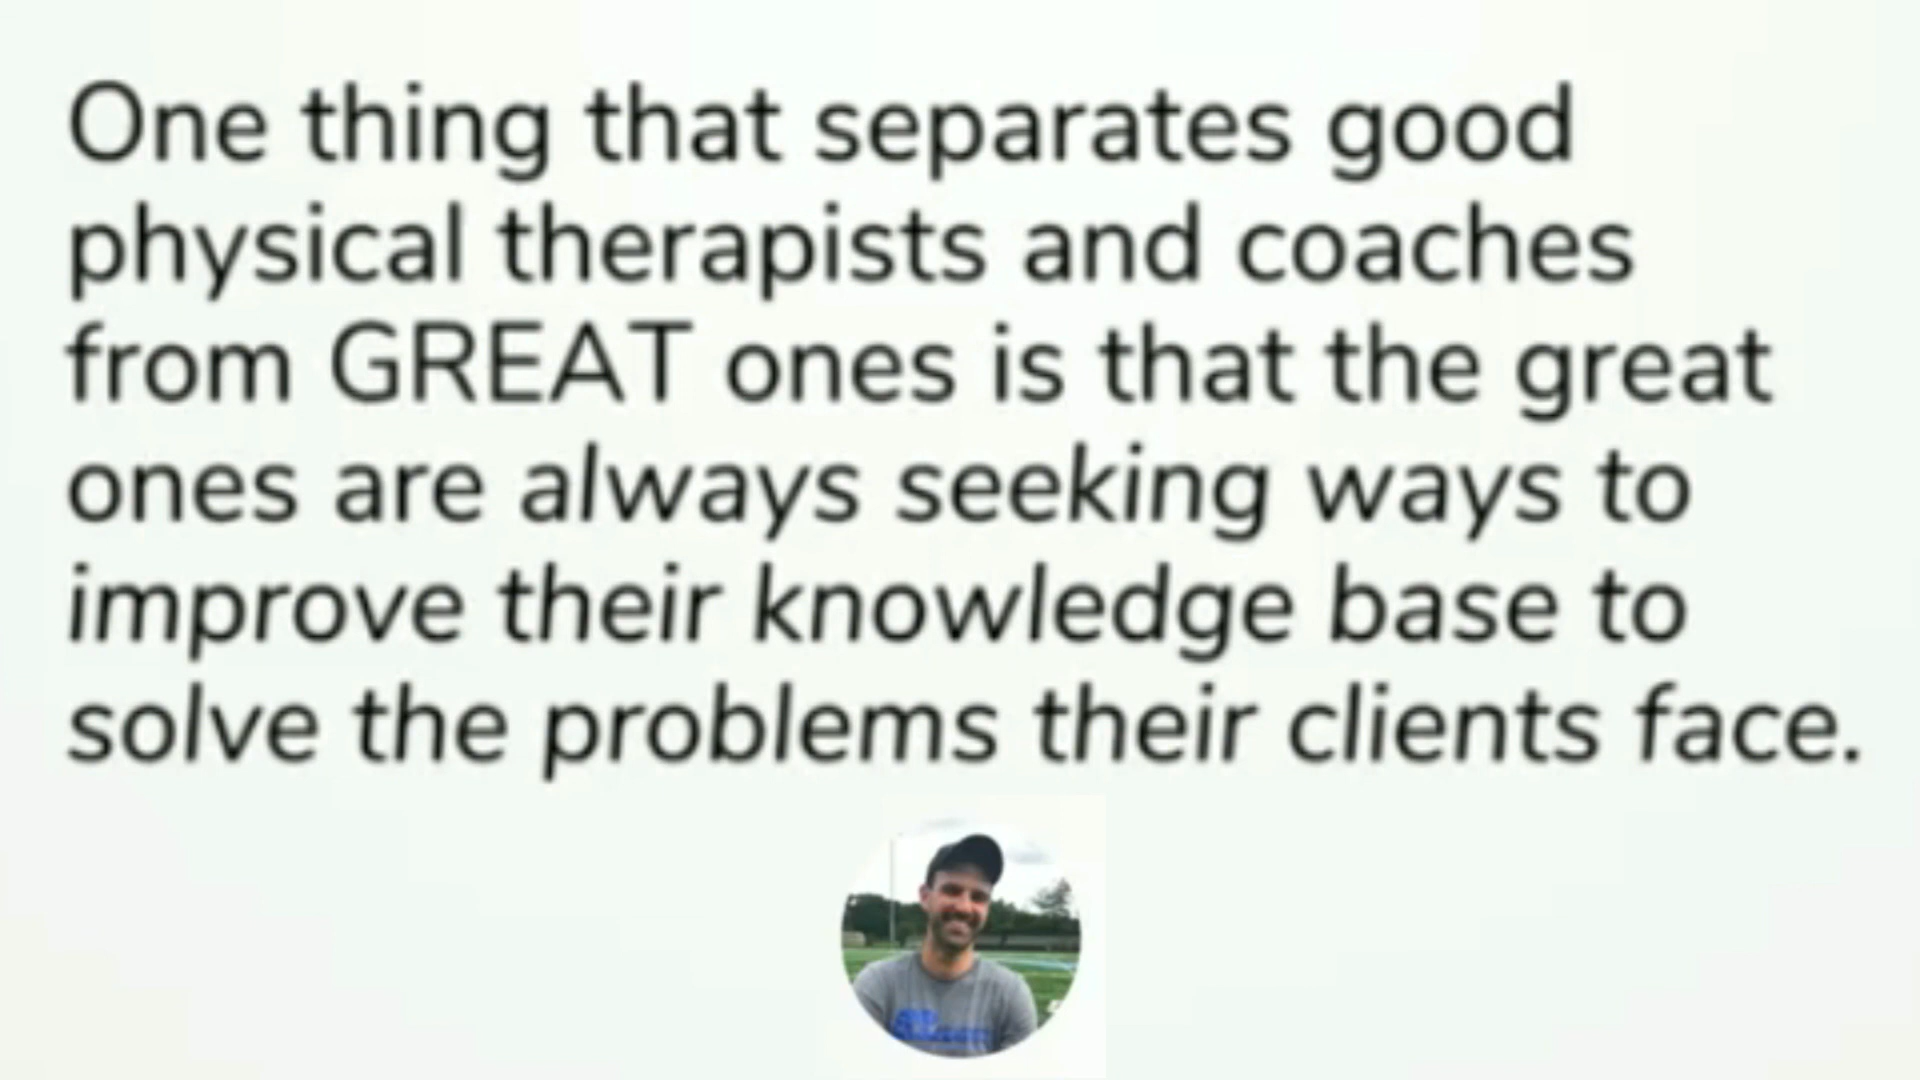 One thing that separates good
physical therapists and coaches
from GREAT ones is that the great
ones are always seeking ways to
improve their knowledge base to
solve the problems their clients face.